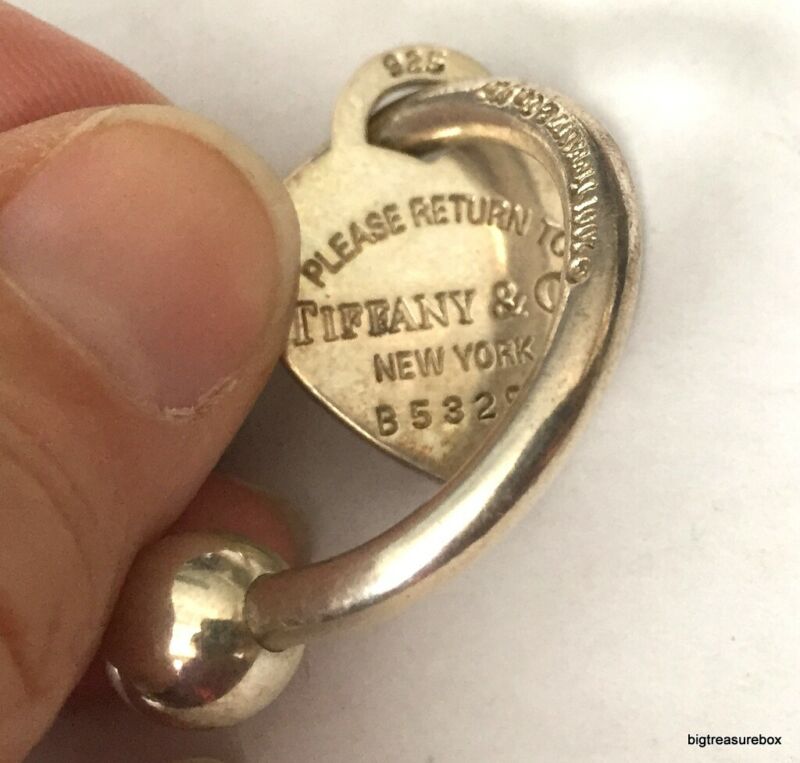 925
PLEASE RETURN TO
TIFFANY &
NEW YORK
B532
bigtreasurebox